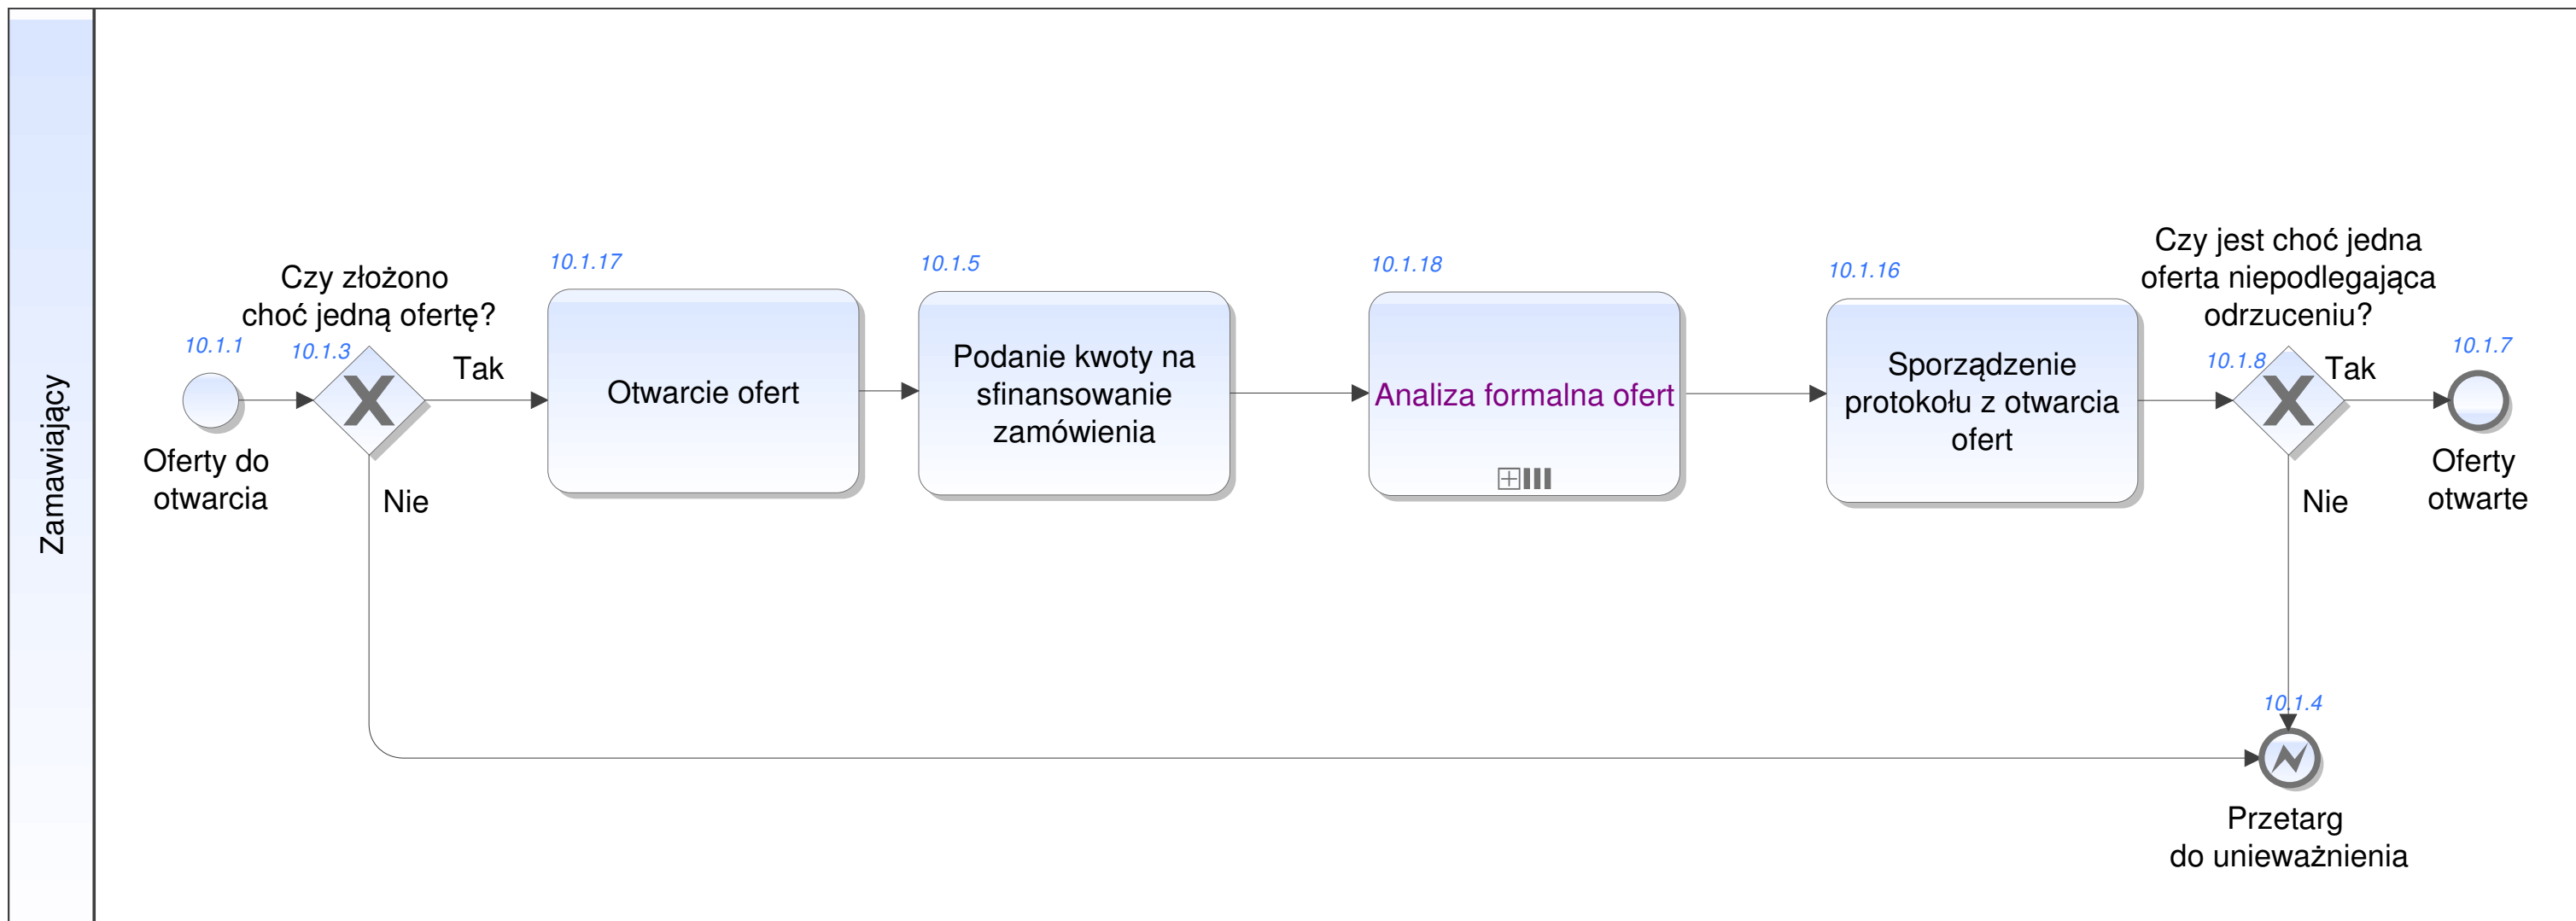 Zamawiający
10.1.1
Oferty do
otwarcia
Czy złożono
choć jedną ofertę?
10.1.3
Tak
Nie
10.1.17
Otwarcie ofert
10.1.5
Podanie kwoty na
sfinansowanie
zamówienia
10.1.18
Analiza formalna ofert
10.1.16
Sporządzenie
protokołu z otwarcia
ofert
Czy jest choć jedna
oferta niepodlegająca
odrzuceniu?
10.1.8
Tak
Nie
10.1.7
Oferty
otwarte
10.1.4
Przetarg
do unieważnienia